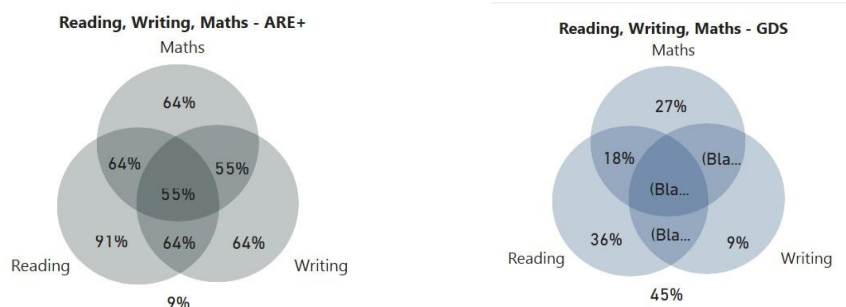 Reading, Writing, Maths - ARE+
Maths
64%
64%
55%
55%
91%
64%
64%
Reading
Writing
9%
Reading, Writing, Maths - GDS
Maths
27%
18%
(Bla...
(Bla...
36%
(Bla...
9%
Reading
Writing
45%